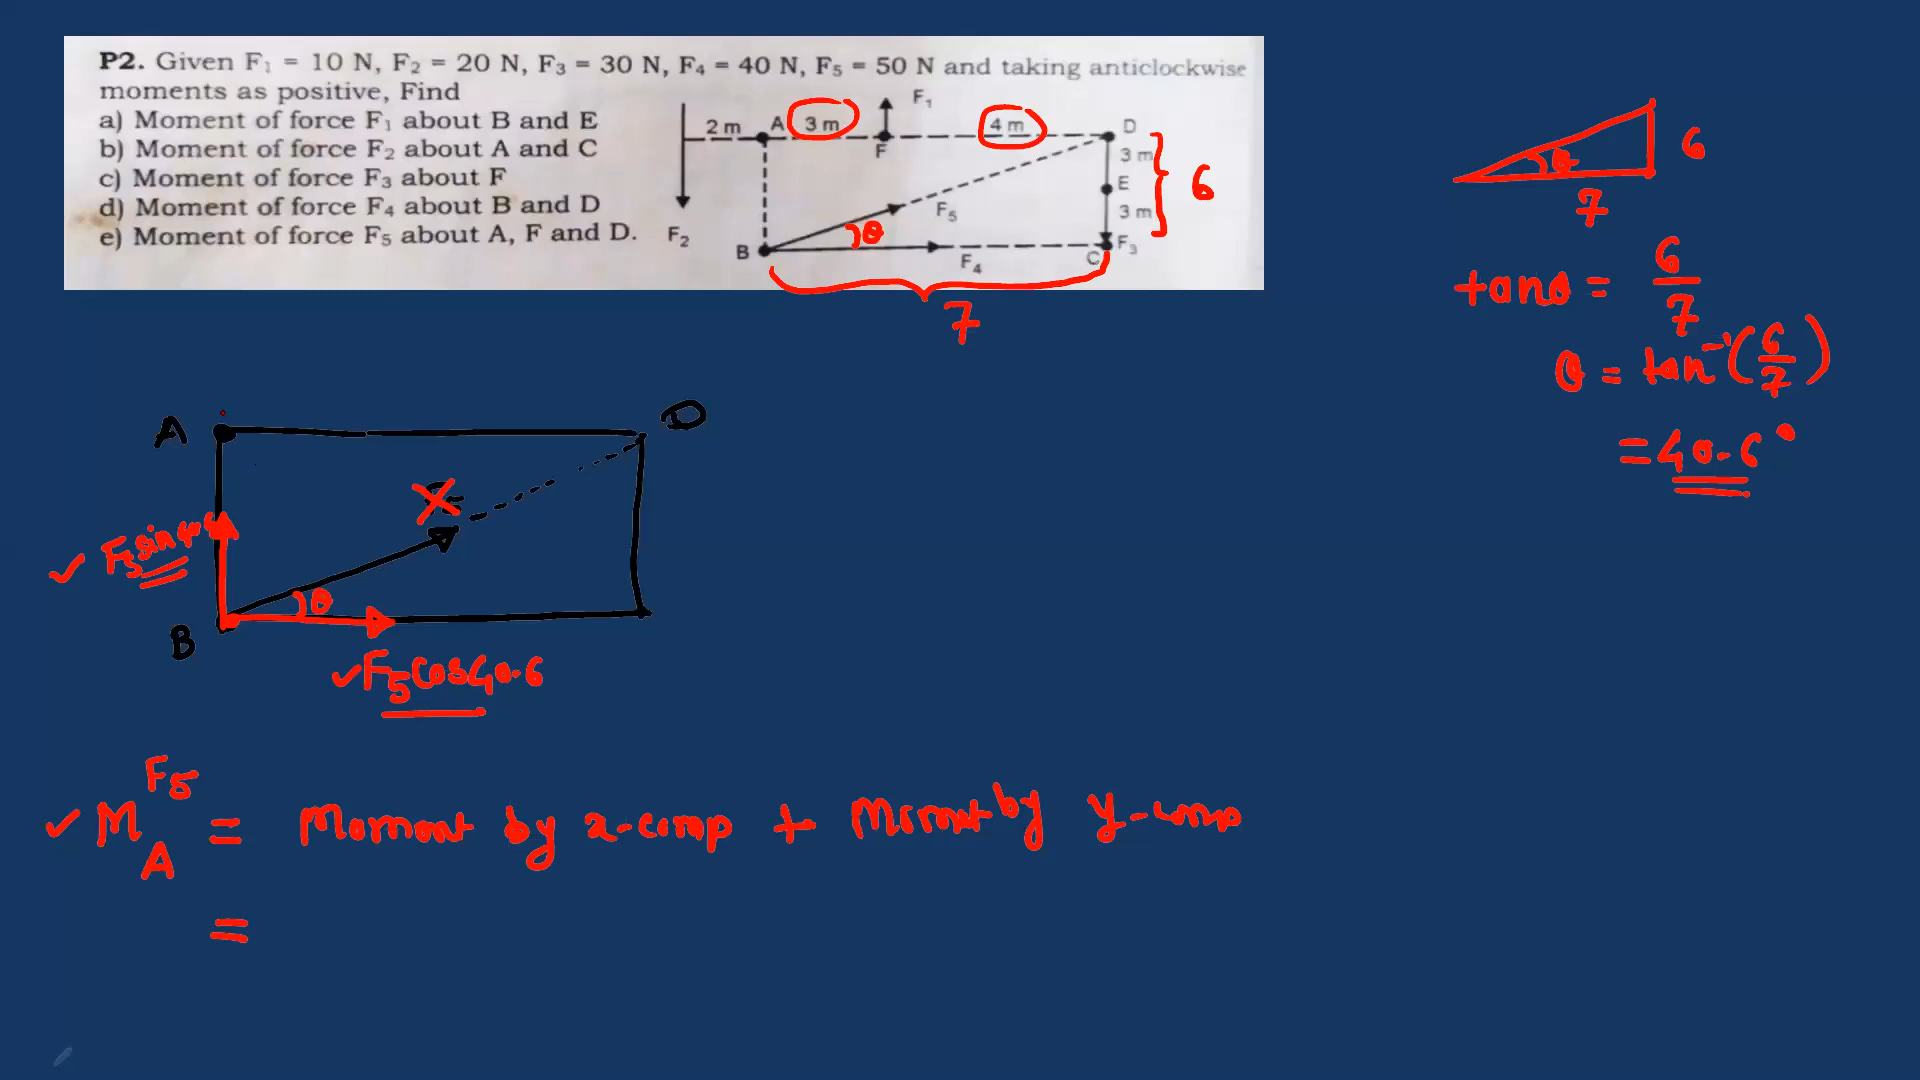 P2. Given F₁ = 10 N, F₂ = 20 N, F₃ = 30 N, F₄ = 40 N, F₅ = 50 N and taking anticlockwise
moments as positive, Find
a) Moment of force F₁ about B and E
b) Moment of force F₂ about A and C
c) Moment of force F₃ about F
d) Moment of force F₄ about B and D
e) Moment of force F₅ about A, F and D.
F₁
2 m A 3 m 4 m D
F
3 m
E 6
F₅
3 m
θ
F₂ B F₄ C F₃
7
6
θ
7
tanθ = 6/7
θ = tan⁻¹(6/7)
= 40.6°
A D
F₅sin
θ
B
F₅cos40.6
M_A^F₅ = Moment by x-comp + Moment by y-comp
=